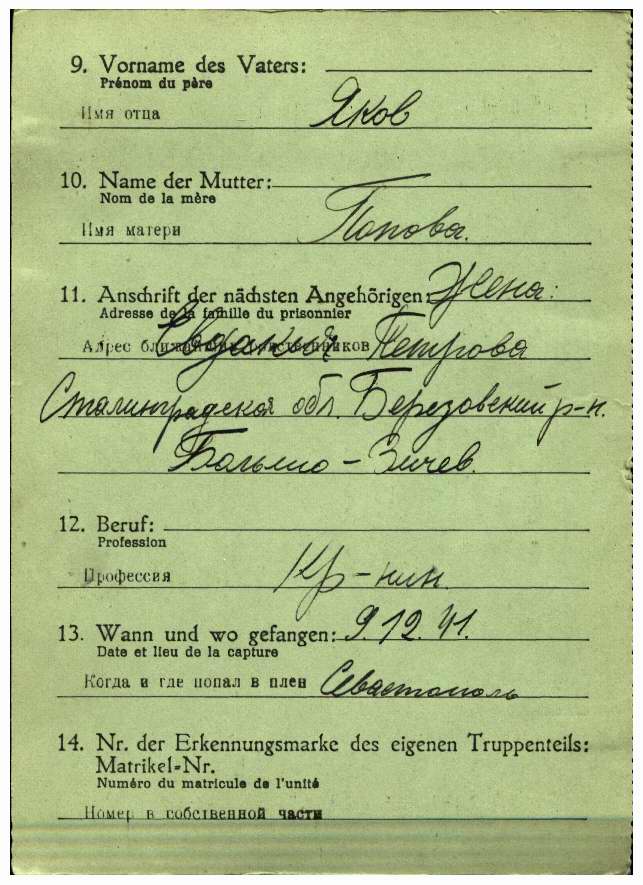 9. Vorname des Vaters:
Prénom du père
Имя отца Яков
10. Name der Mutter:
Nom de la mère
Имя матери Попова.
11. Anschrift der nächsten Angehörigen: Жена:
Adresse de la famille du prisonnier
Адрес ближайших родственников Евдакия Петрова
Сталинградская обл. Березовский р-н.
12. Beruf:
Profession
Профессия Кр-нин.
13. Wann und wo gefangen: 9.12.41.
Date et lieu de la capture
Когда и где попал в плен Севастополь
14. Nr. der Erkennungsmarke des eigenen Truppenteils:
Matrikel-Nr.
Numéro du matricule de l'unité
Номер в собственной части